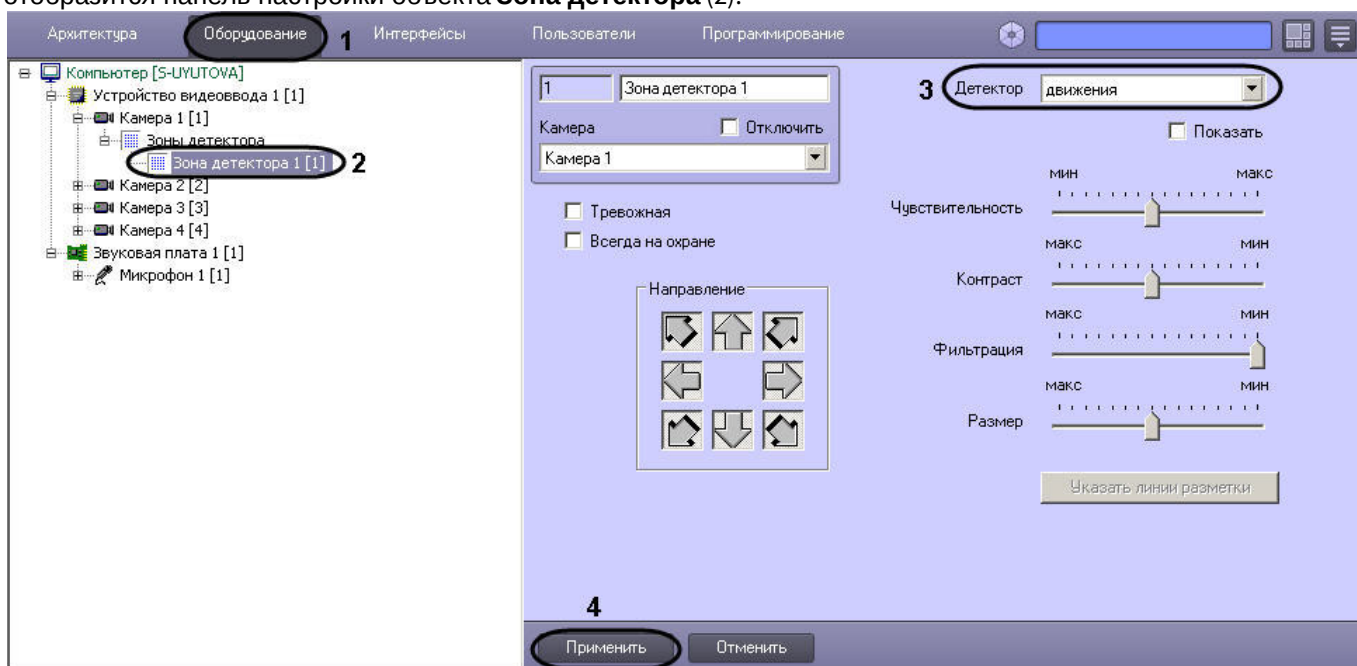 отобразится панель настройки объекта Зона детектора (2).
Архитектура Оборудование 1 Интерфейсы Пользователи Программирование
Компьютер [S-UYUTOVA]
Устройство видеоввода 1 [1]
Камера 1 [1]
Зоны детектора
Зона детектора 1 [1] 2
Камера 2 [2]
Камера 3 [3]
Камера 4 [4]
Звуковая плата 1 [1]
Микрофон 1 [1]
1 Зона детектора 1
Камера Отключить
Камера 1
Тревожная
Всегда на охране
Направление
3 Детектор движения
Показать
мин макс
Чувствительность
макс мин
Контраст
макс мин
Фильтрация
макс мин
Размер
Указать линии разметки
4
Применить Отменить